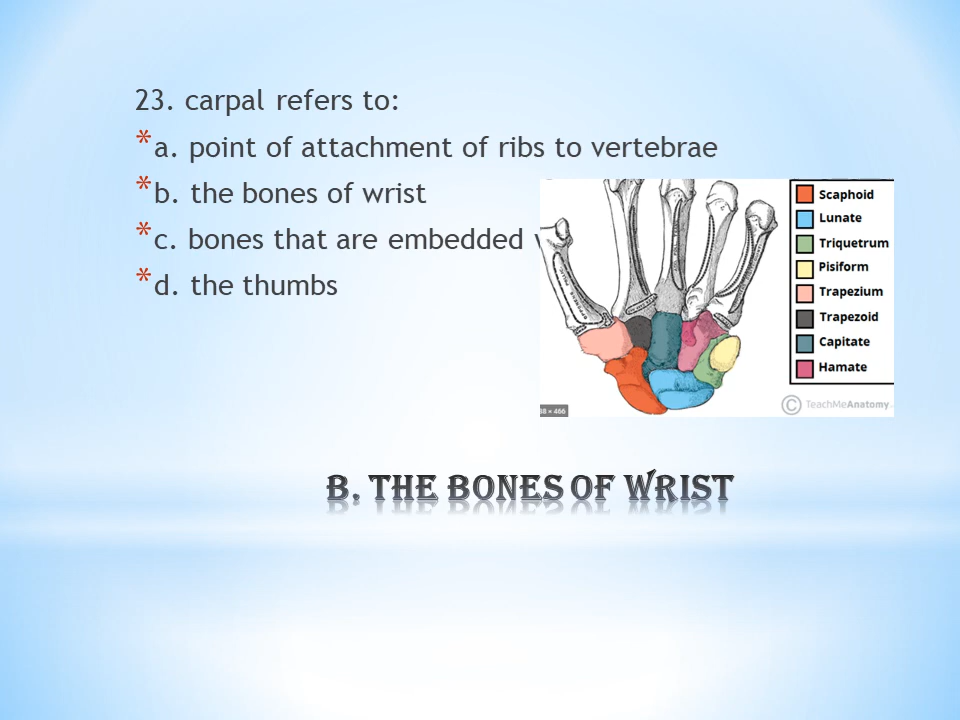 23. carpal refers to:
* a. point of attachment of ribs to vertebrae
* b. the bones of wrist
* c. bones that are embedded
* d. the thumbs
Scaphoid
Lunate
Triquetrum
Pisiform
Trapezium
Trapezoid
Capitate
Hamate
© TeachMeAnatomy
B. THE BONES OF WRIST